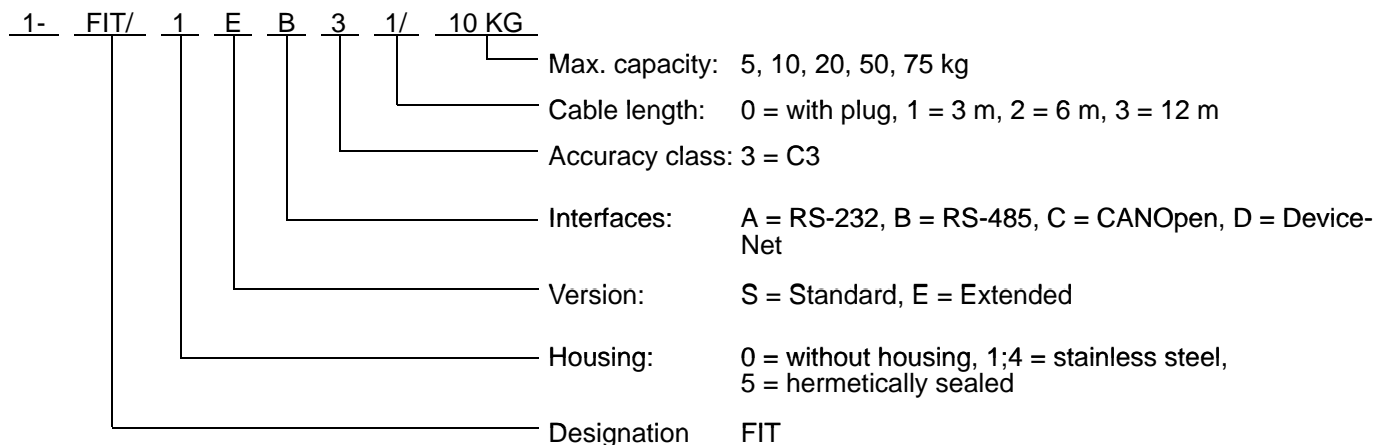 1- FIT/ 1 E B 3 1/ 10 KG
Max. capacity: 5, 10, 20, 50, 75 kg
Cable length: 0 = with plug, 1 = 3 m, 2 = 6 m, 3 = 12 m
Accuracy class: 3 = C3
Interfaces: A = RS-232, B = RS-485, C = CANOpen, D = Device-
Net
Version: S = Standard, E = Extended
Housing: 0 = without housing, 1;4 = stainless steel,
5 = hermetically sealed
Designation FIT